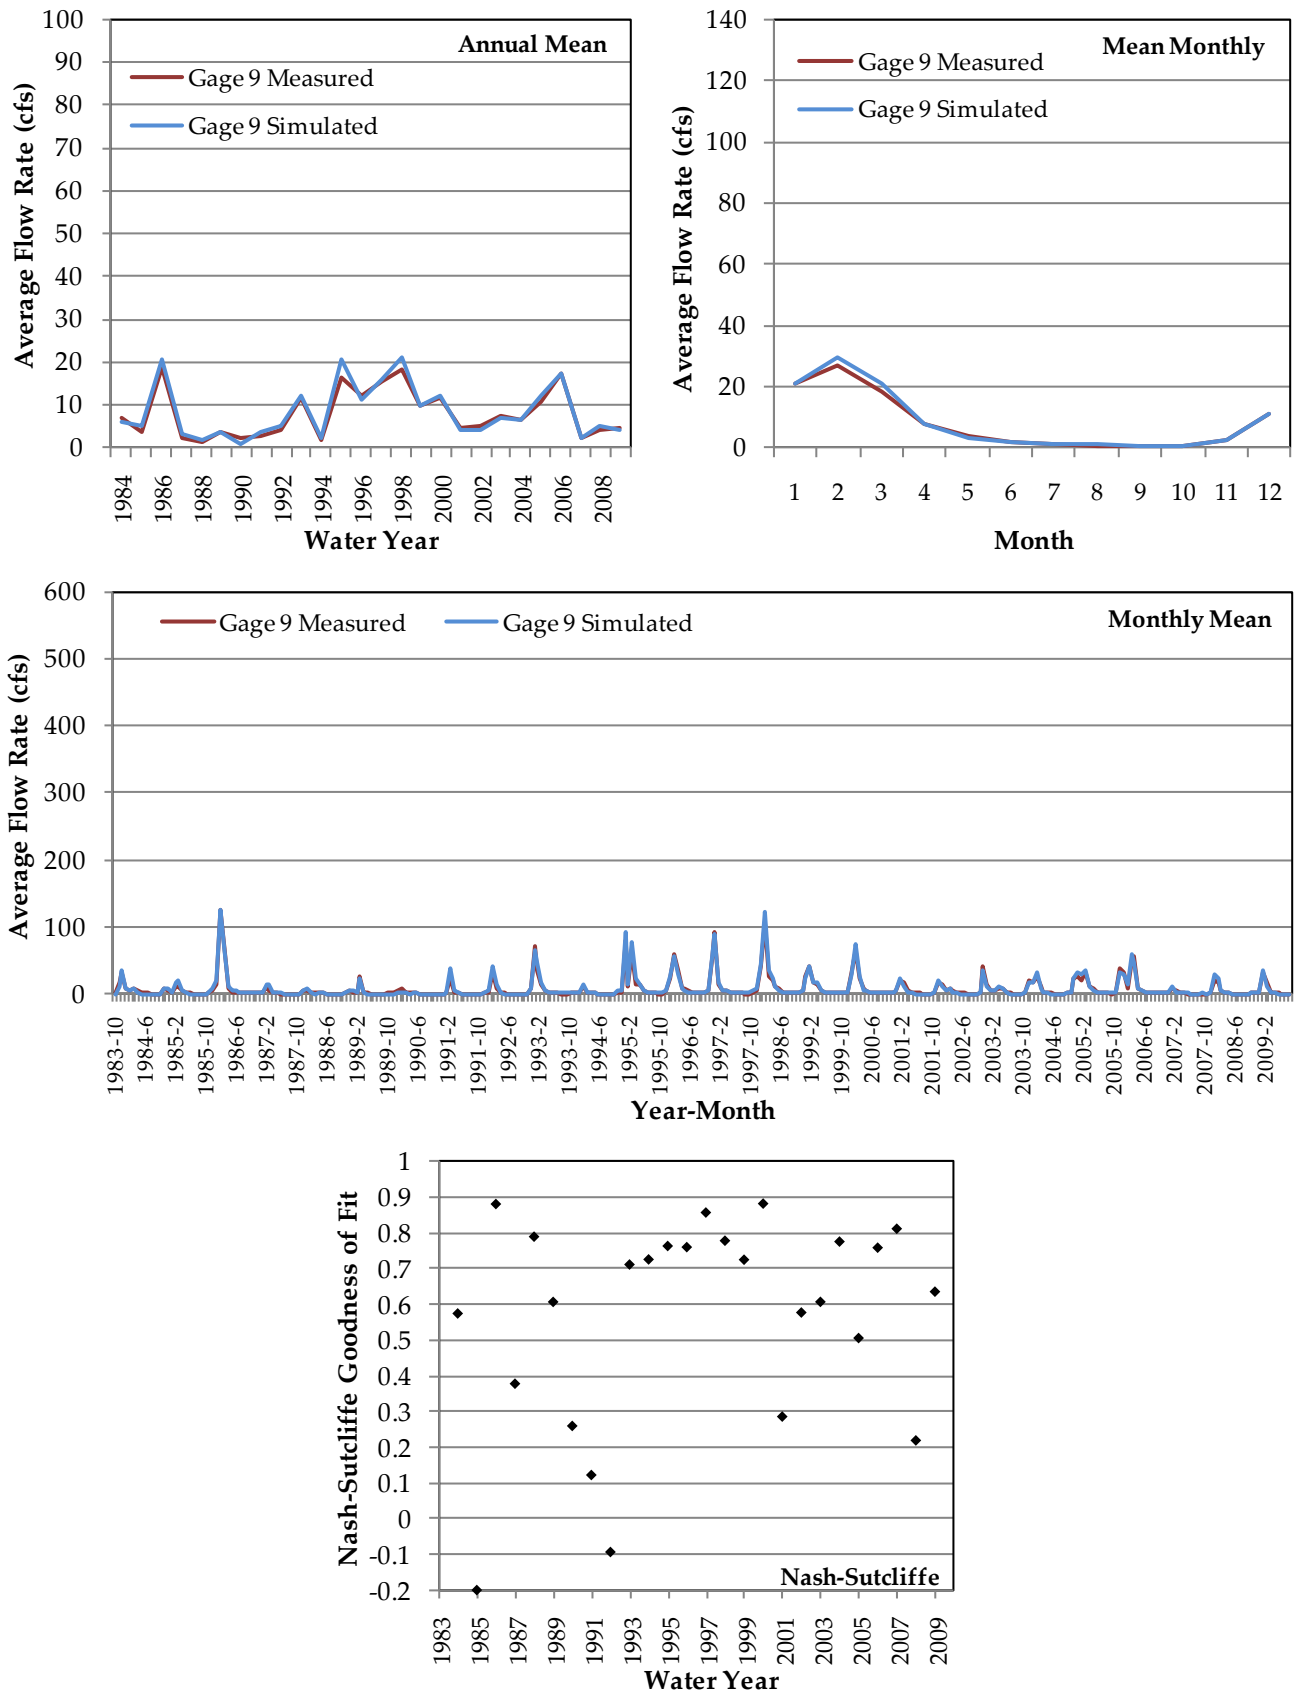 Annual Mean
Gage 9 Measured
Gage 9 Simulated
Average Flow Rate (cfs)
100
90
80
70
60
50
40
30
20
10
0
1984 1986 1988 1990 1992 1994 1996 1998 2000 2002 2004 2006 2008
Water Year
Mean Monthly
Gage 9 Measured
Gage 9 Simulated
Average Flow Rate (cfs)
140
120
100
80
60
40
20
0
1 2 3 4 5 6 7 8 9 10 11 12
Month
Monthly Mean
Gage 9 Measured Gage 9 Simulated
Average Flow Rate (cfs)
600
500
400
300
200
100
0
1983-10 1984-6 1985-2 1985-10 1986-6 1987-2 1987-10 1988-6 1989-2 1989-10 1990-6 1991-2 1991-10 1992-6 1993-2 1993-10 1994-6 1995-2 1995-10 1996-6 1997-2 1997-10 1998-6 1999-2 1999-10 2000-6 2001-2 2001-10 2002-6 2003-2 2003-10 2004-6 2005-2 2005-10 2006-6 2007-2 2007-10 2008-6 2009-2
Year-Month
Nash-Sutcliffe Goodness of Fit
1
0.9
0.8
0.7
0.6
0.5
0.4
0.3
0.2
0.1
0
-0.1
-0.2
Nash-Sutcliffe
1983 1985 1987 1989 1991 1993 1995 1997 1999 2001 2003 2005 2007 2009
Water Year